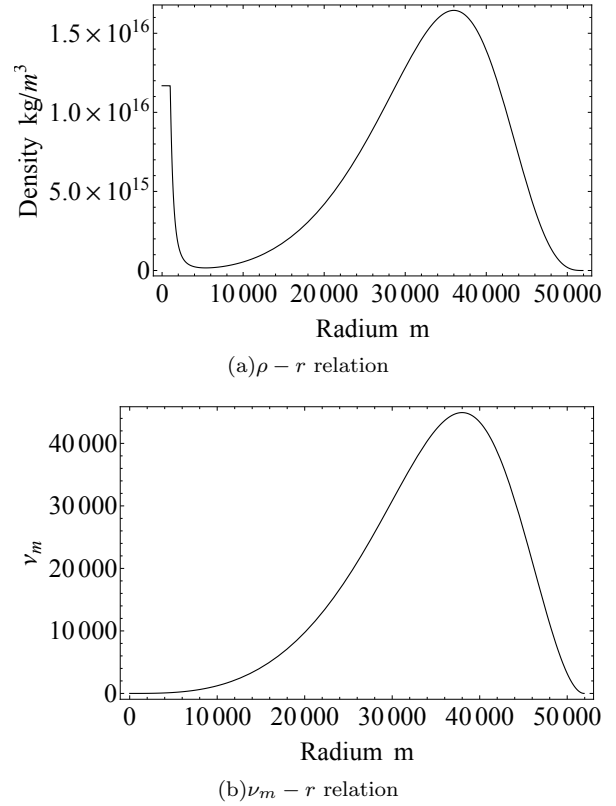 1.5×10^16
1.0×10^16
5.0×10^15
0
Density kg/m³
0 10 000 20 000 30 000 40 000 50 000
Radium m
(a)ρ − r relation
40 000
30 000
20 000
10 000
0
ν_m
0 10 000 20 000 30 000 40 000 50 000
Radium m
(b)ν_m − r relation